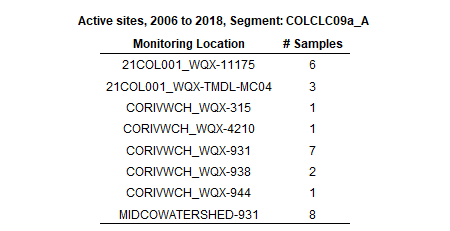 Active sites, 2006 to 2018, Segment: COLCLC09a_A
Monitoring Location # Samples
21COL001_WQX-11175 6
21COL001_WQX-TMDL-MC04 3
CORIVWCH_WQX-315 1
CORIVWCH_WQX-4210 1
CORIVWCH_WQX-931 7
CORIVWCH_WQX-938 2
CORIVWCH_WQX-944 1
MIDCOWATERSHED-931 8